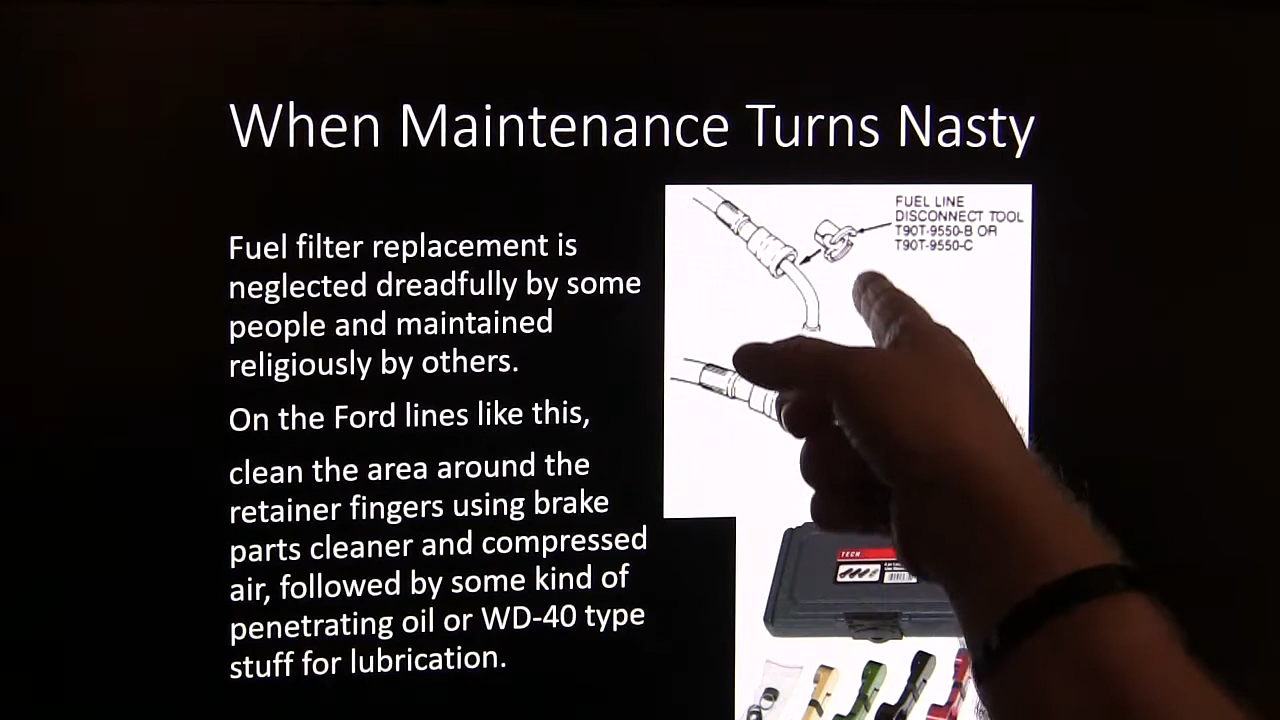 When Maintenance Turns Nasty
Fuel filter replacement is
neglected dreadfully by some
people and maintained
religiously by others.
On the Ford lines like this,
clean the area around the
retainer fingers using brake
parts cleaner and compressed
air, followed by some kind of
penetrating oil or WD-40 type
stuff for lubrication.
FUEL LINE
DISCONNECT TOOL
T90T-9550-B OR
T90T-9550-C
TECH